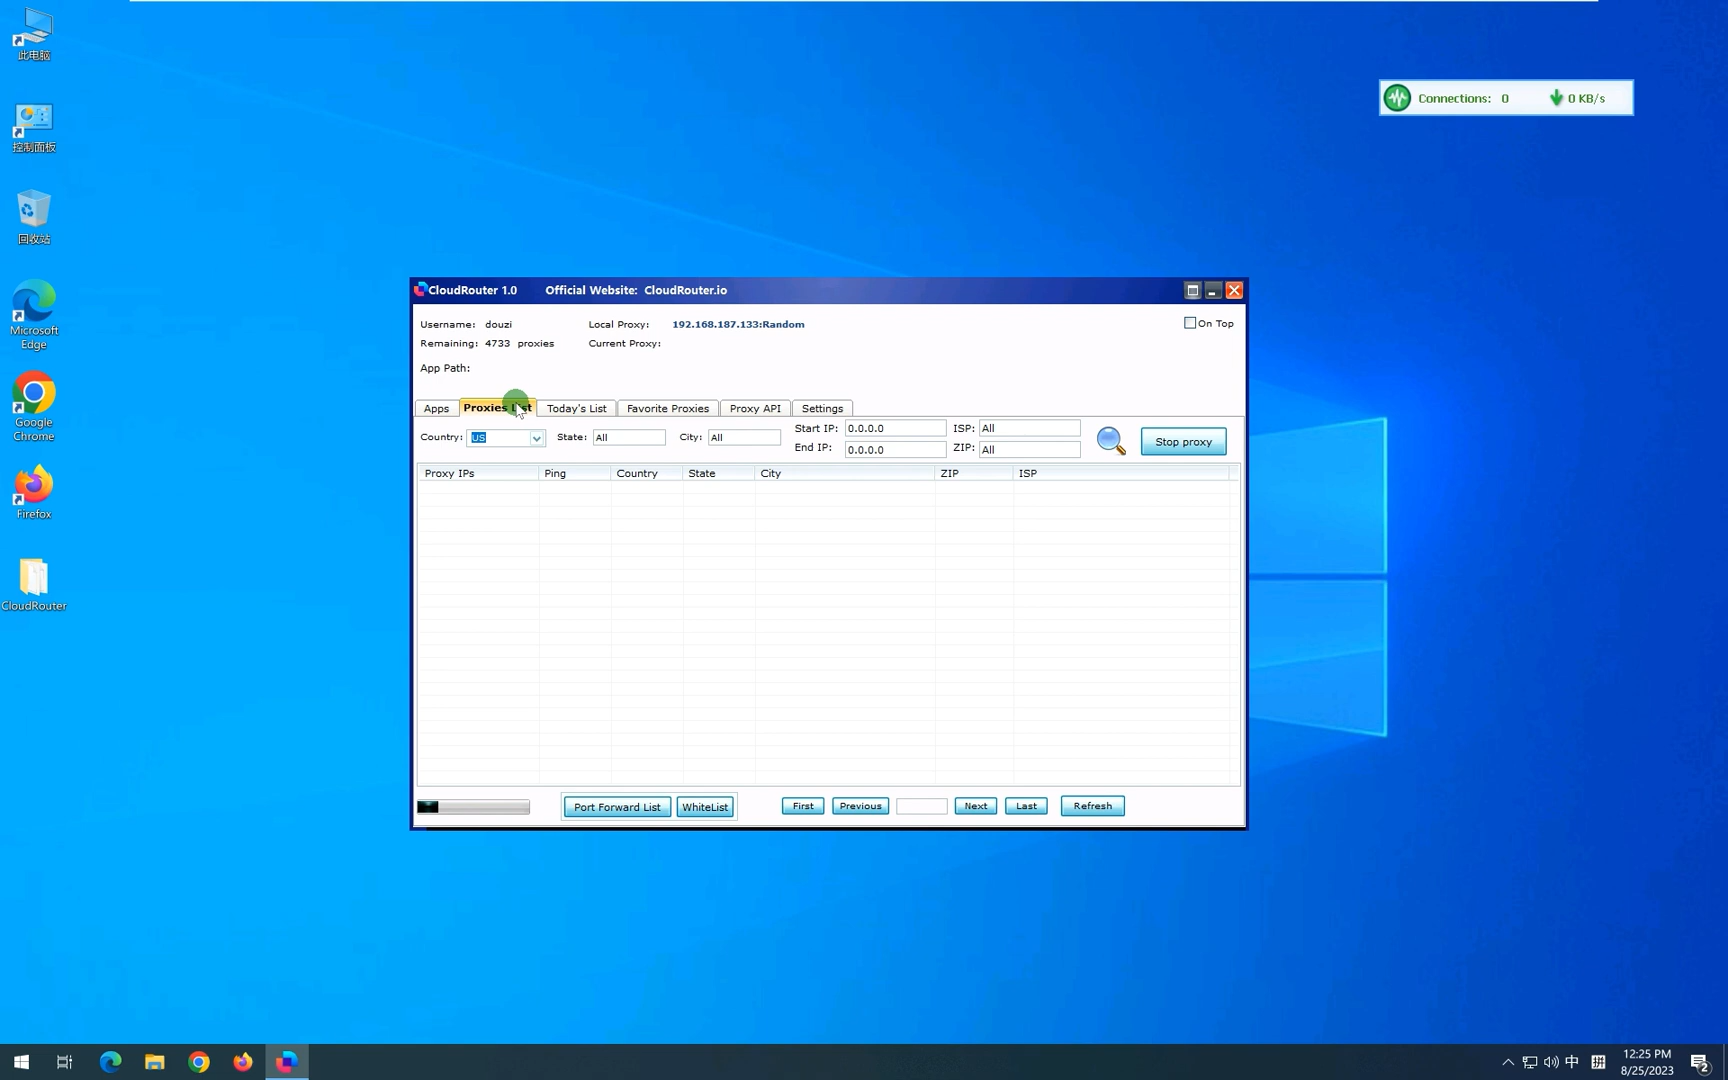 此电脑
控制面板
回收站
Microsoft
Edge
Google
Chrome
Firefox
CloudRouter
Connections: 0 0 KB/s
CloudRouter 1.0 Official Website: CloudRouter.io
Username: douzi Local Proxy: 192.168.187.133:Random On Top
Remaining: 4733 proxies Current Proxy:
App Path:
Apps Proxies List Today's List Favorite Proxies Proxy API Settings
Country: US State: All City: All Start IP: 0.0.0.0 ISP: All Stop proxy
End IP: 0.0.0.0 ZIP: All
Proxy IPs Ping Country State City ZIP ISP
Port Forward List WhiteList First Previous Next Last Refresh
中 拼 12:25 PM
8/25/2023 2